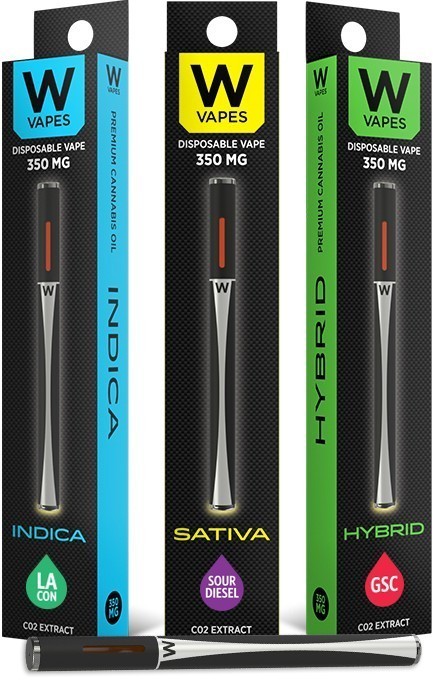 W
VAPES
DISPOSABLE VAPE
350 MG
W
INDICA
LA
CON
CO2 EXTRACT
W
VAPES
PREMIUM CANNABIS OIL
INDICA
350
MG
W
VAPES
DISPOSABLE VAPE
350 MG
W
SATIVA
SOUR
DIESEL
CO2 EXTRACT
W
VAPES
PREMIUM CANNABIS OIL
HYBRID
350
MG
W
VAPES
DISPOSABLE VAPE
350 MG
W
HYBRID
GSC
CO2 EXTRACT
W